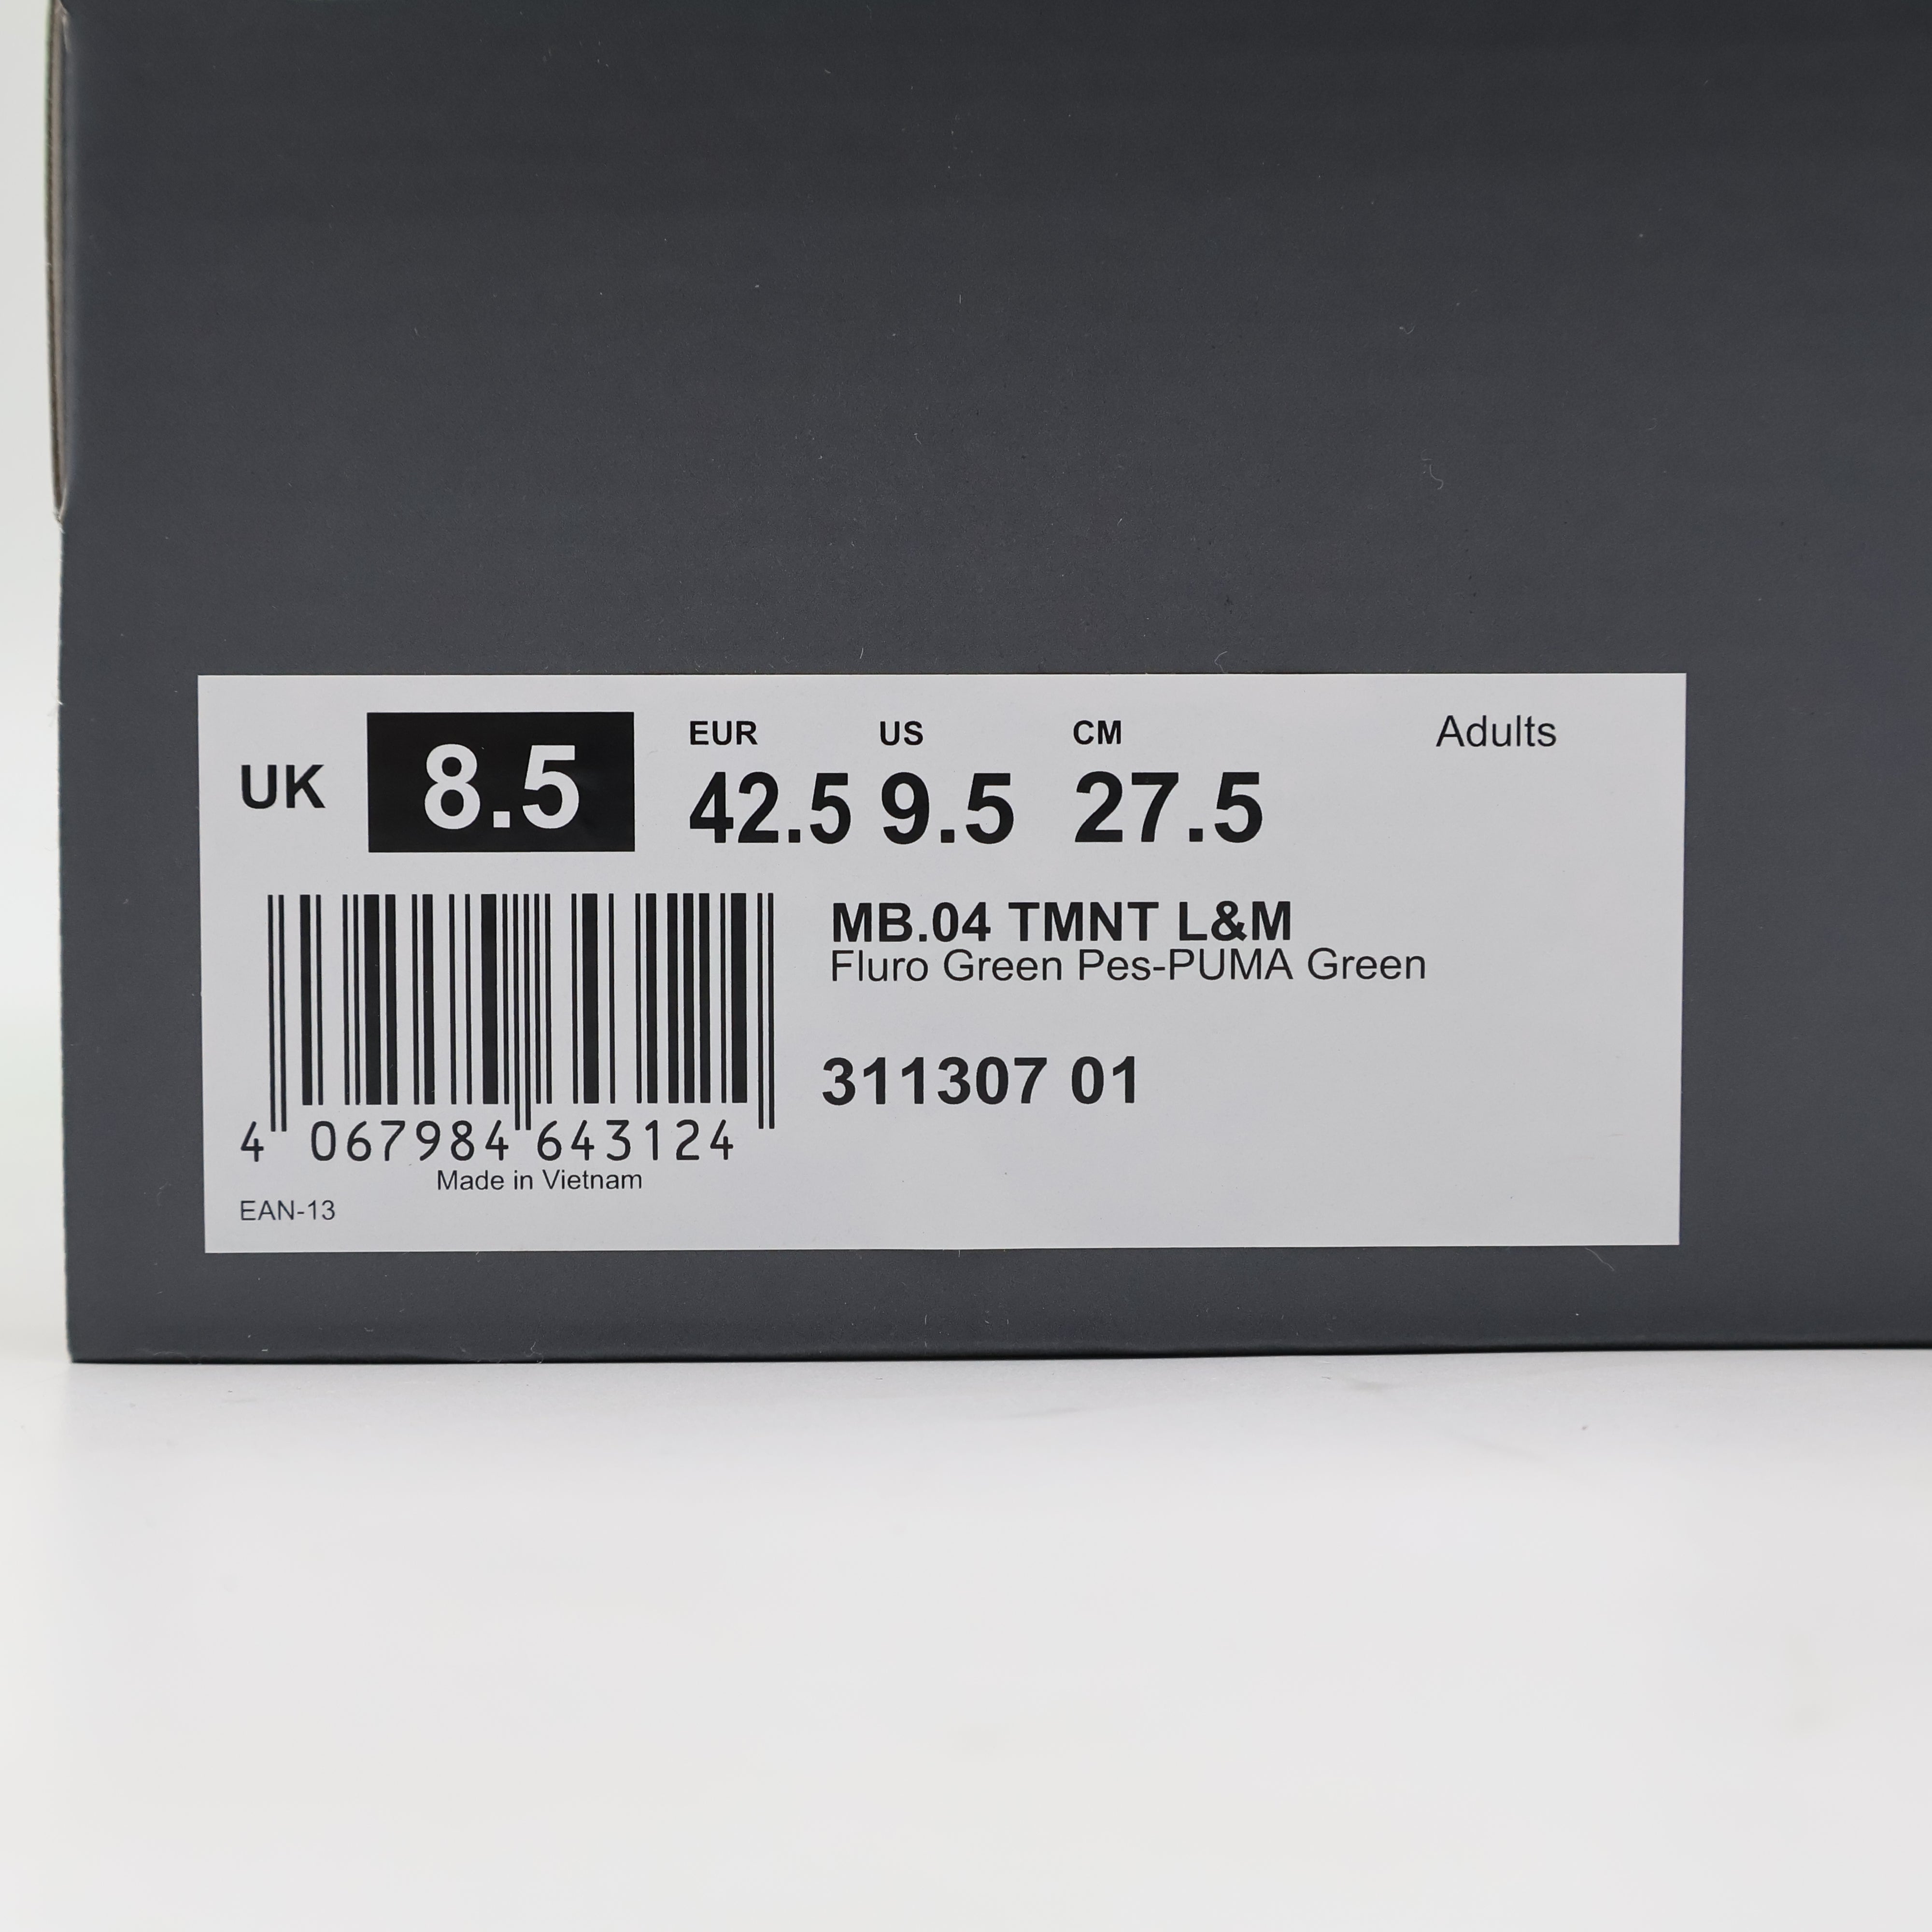 UK 8.5
EUR US CM Adults
42.5 9.5 27.5
MB.04 TMNT L&M
Fluro Green Pes-PUMA Green
311307 01
4 067984 643124
Made in Vietnam
EAN-13